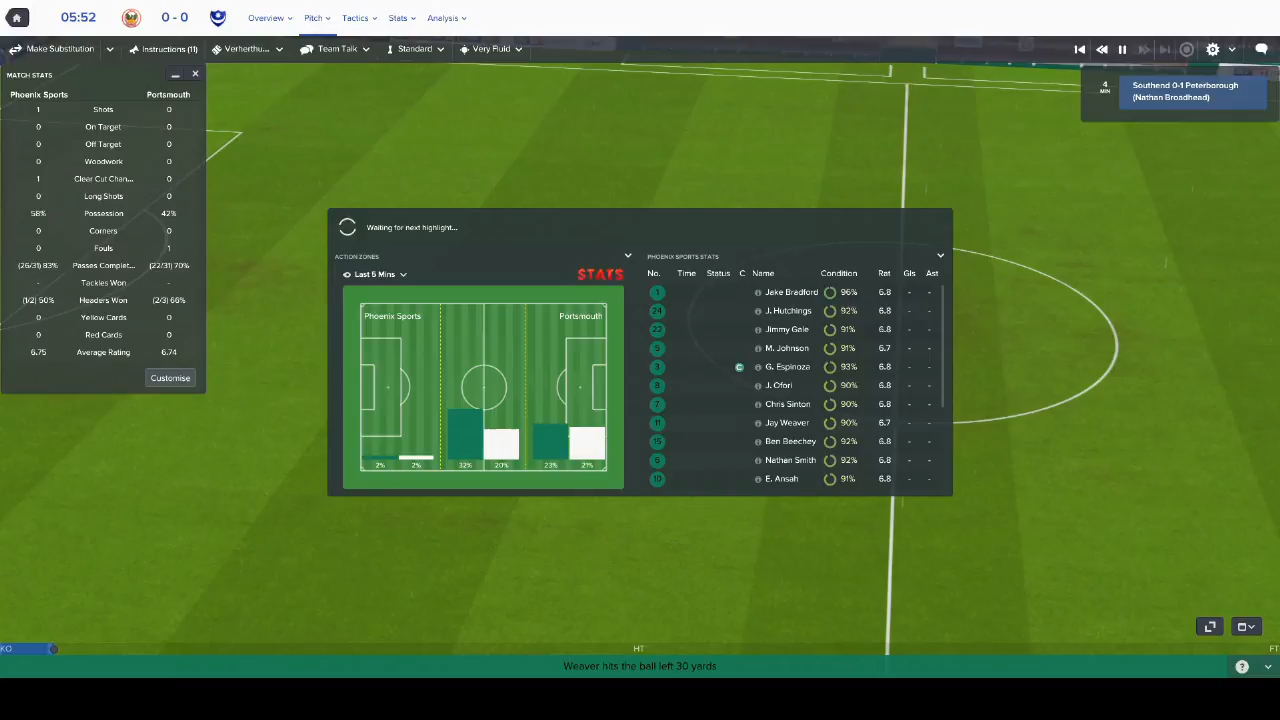 05:52
0 - 0
Overview
Pitch
Tactics
Stats
Analysis
Make Substitution
Instructions (11)
Verherthu...
Team Talk
Standard
Very Fluid
MATCH STATS
Phoenix Sports Portsmouth
1 Shots 0
0 On Target 0
0 Off Target 0
0 Woodwork 0
1 Clear Cut Chan... 0
0 Long Shots 0
58% Possession 42%
0 Corners 0
0 Fouls 1
(26/31) 83% Passes Complet... (22/31) 70%
- Tackles Won -
(1/2) 50% Headers Won (2/3) 66%
0 Yellow Cards 0
0 Red Cards 0
6.75 Average Rating 6.74
Customise
4 MIN
Southend 0-1 Peterborough
(Nathan Broadhead)
Waiting for next highlight...
ACTION ZONES
Last 5 Mins
STATS
Phoenix Sports Portsmouth
2% 2% 32% 20% 23% 21%
PHOENIX SPORTS STATS
No. Time Status C Name Condition Rat Gls Ast
1 Jake Bradford 96% 6.8 - -
24 J. Hutchings 92% 6.8 - -
22 Jimmy Gale 91% 6.8 - -
5 M. Johnson 91% 6.7 - -
3 C G. Espinoza 93% 6.8 - -
8 J. Ofori 90% 6.8 - -
7 Chris Sinton 90% 6.8 - -
11 Jay Weaver 90% 6.7 - -
15 Ben Beechey 92% 6.8 - -
6 Nathan Smith 92% 6.8 - -
10 E. Ansah 91% 6.8 - -
KO
HT
FT
Weaver hits the ball left 30 yards
?